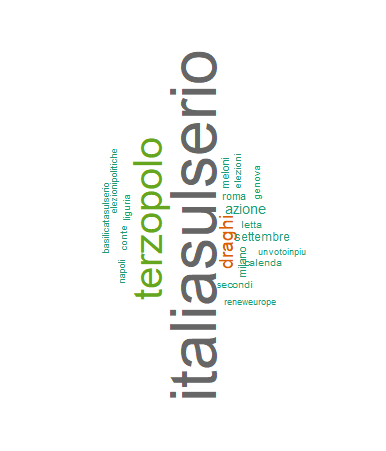 italiasulserio
terzopolo
draghi
azione
settembre
meloni
elezioni
genova
roma
letta
unvotoinpiu
milano
calenda
secondi
reneweurope
elezionipolitiche
basilicatasulserio
liguria
conte
napoli